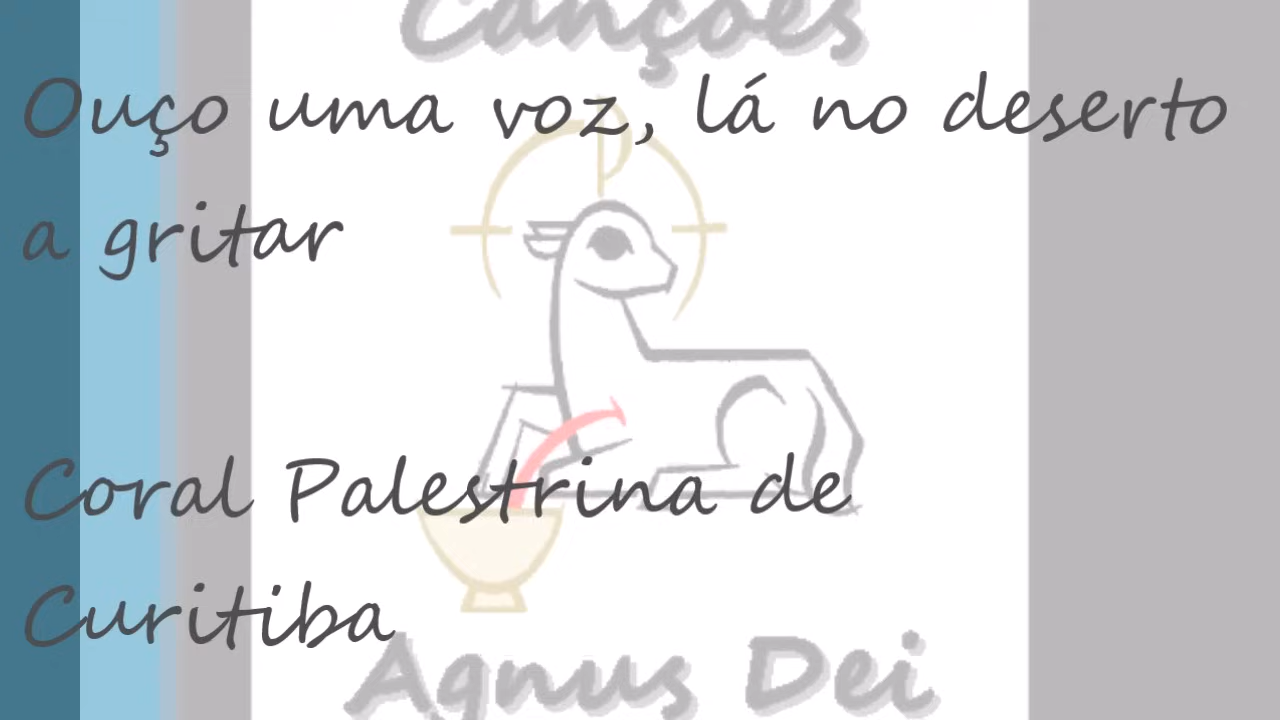 Canções
Ouço uma voz, lá no deserto
a gritar
Coral Palestrina de
Curitiba
Agnus Dei